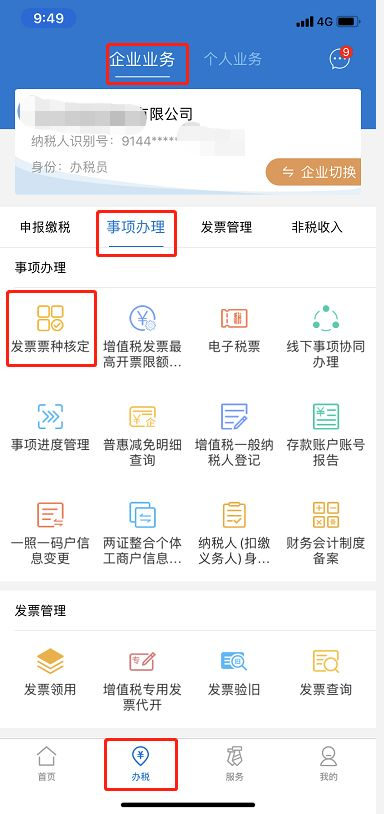 9:49
4G
企业业务
个人业务
9
有限公司
纳税人识别号：9144*****
身份：办税员
企业切换
申报缴税
事项办理
发票管理
非税收入
事项办理
发票票种核定
增值税发票最
高开票限额...
电子税票
线下事项协同
办理
事项进度管理
普惠减免明细
查询
增值税一般纳
税人登记
存款账户账号
报告
一照一码户信
息变更
两证整合个体
工商户信息...
纳税人(扣缴
义务人)身...
财务会计制度
备案
发票管理
发票领用
增值税专用发
票代开
发票验旧
发票查询
首页
办税
服务
我的